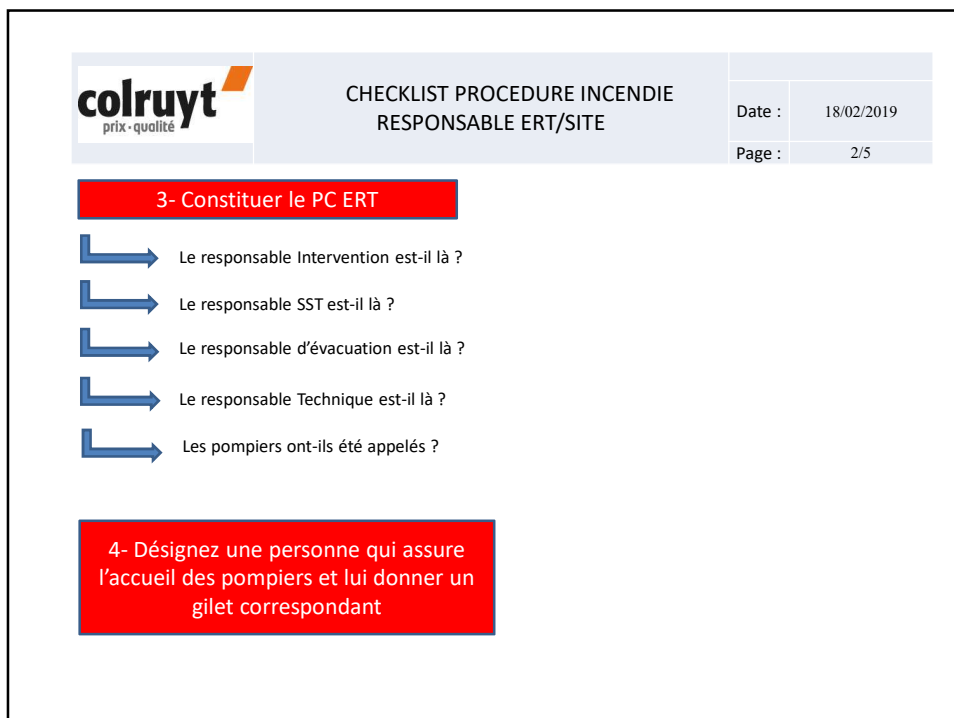 colruyt
prix·qualité
CHECKLIST PROCEDURE INCENDIE
RESPONSABLE ERT/SITE
Date : 18/02/2019
Page : 2/5
3- Constituer le PC ERT
Le responsable Intervention est-il là ?
Le responsable SST est-il là ?
Le responsable d’évacuation est-il là ?
Le responsable Technique est-il là ?
Les pompiers ont-ils été appelés ?
4- Désignez une personne qui assure
l’accueil des pompiers et lui donner un
gilet correspondant